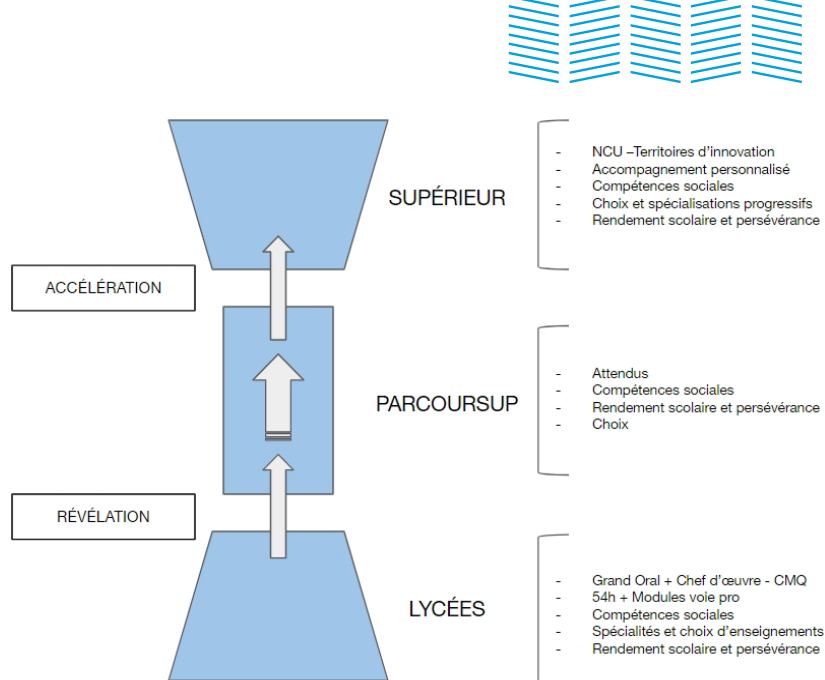 SUPÉRIEUR
- NCU –Territoires d'innovation
- Accompagnement personnalisé
- Compétences sociales
- Choix et spécialisations progressifs
- Rendement scolaire et persévérance
ACCÉLÉRATION
PARCOURSUP
- Attendus
- Compétences sociales
- Rendement scolaire et persévérance
- Choix
RÉVÉLATION
LYCÉES
- Grand Oral + Chef d'œuvre - CMQ
- 54h + Modules voie pro
- Compétences sociales
- Spécialités et choix d'enseignements
- Rendement scolaire et persévérance